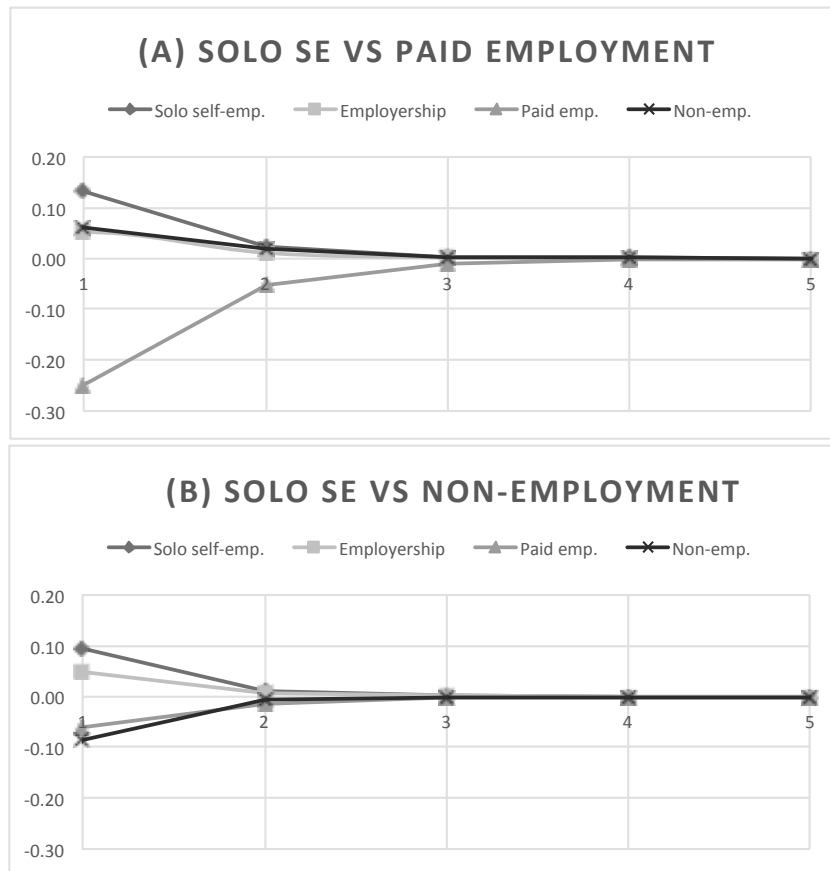 (A) SOLO SE VS PAID EMPLOYMENT
Solo self-emp. Employership Paid emp. Non-emp.
0.20
0.10
0.00
1 2 3 4 5
-0.10
-0.20
-0.30
(B) SOLO SE VS NON-EMPLOYMENT
Solo self-emp. Employership Paid emp. Non-emp.
0.20
0.10
0.00
1 2 3 4 5
-0.10
-0.20
-0.30